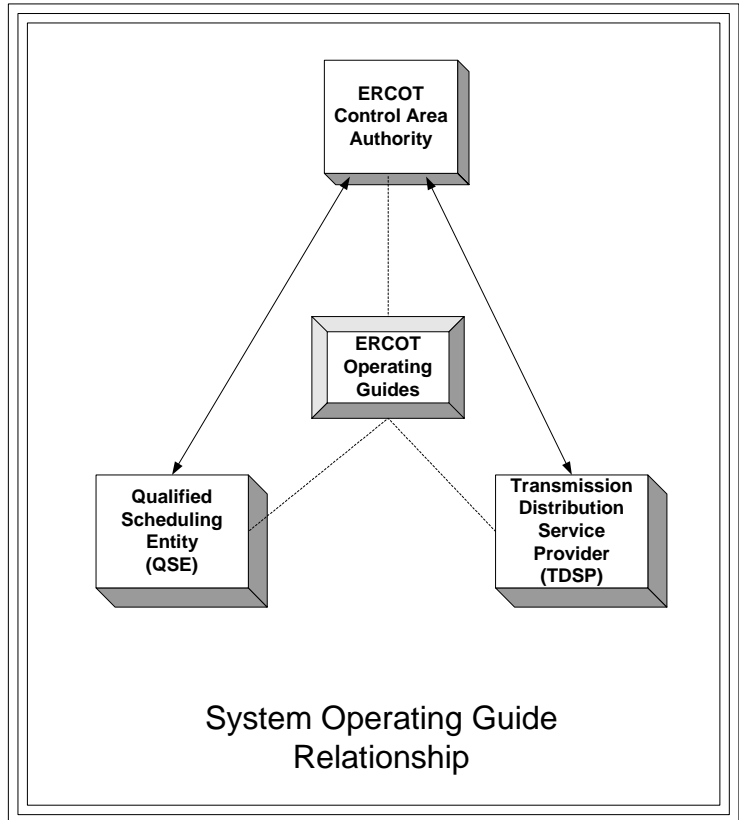 ERCOT
Control Area
Authority
ERCOT
Operating
Guides
Qualified
Scheduling
Entity
(QSE)
Transmission
Distribution
Service
Provider
(TDSP)
System Operating Guide
Relationship